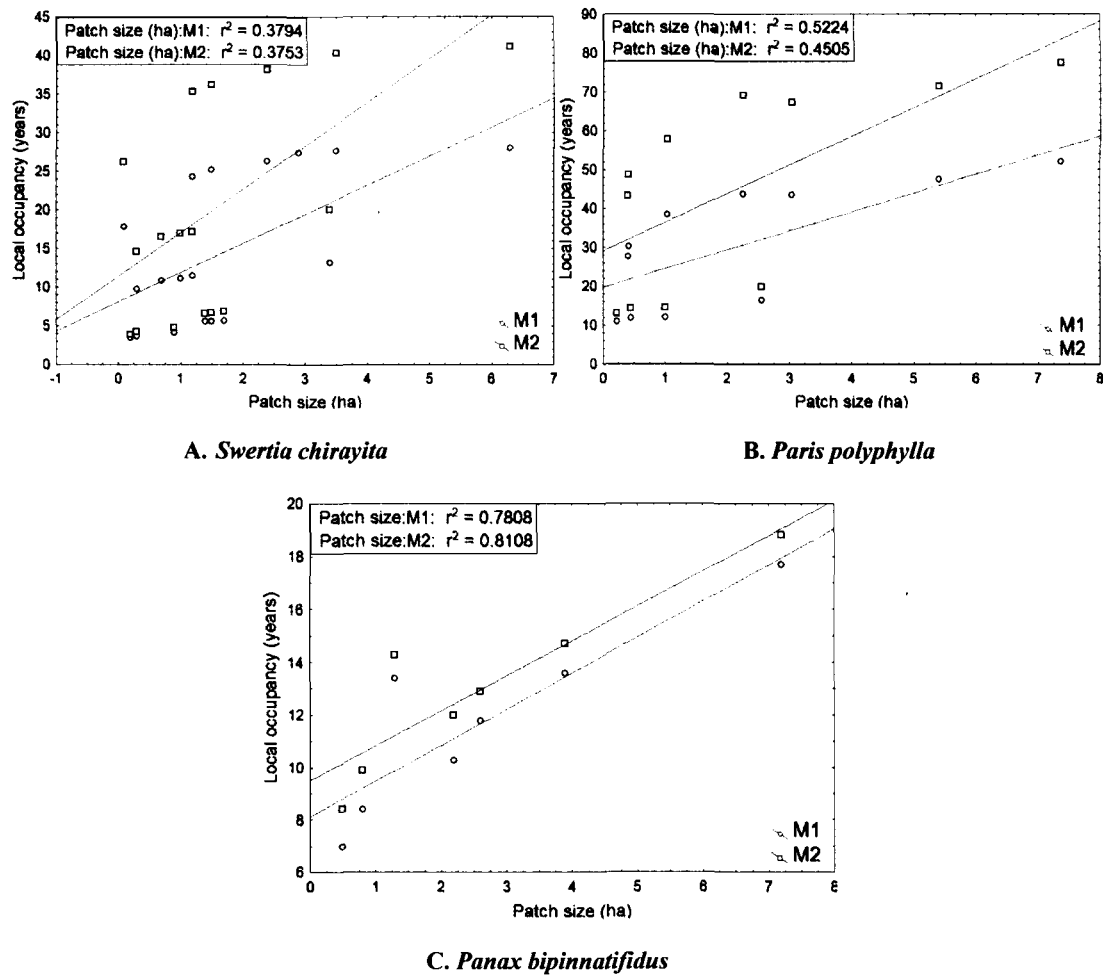 Patch size (ha):M1: r² = 0.3794
Patch size (ha):M2: r² = 0.3753
Local occupancy (years)
45
40
35
30
25
20
15
10
5
0
-1 0 1 2 3 4 5 6 7
Patch size (ha)
M1
M2
A. Swertia chirayita
Patch size (ha):M1: r² = 0.5224
Patch size (ha):M2: r² = 0.4505
Local occupancy (years)
90
80
70
60
50
40
30
20
10
0
0 1 2 3 4 5 6 7 8
Patch size (ha)
M1
M2
B. Paris polyphylla
Patch size:M1: r² = 0.7808
Patch size:M2: r² = 0.8108
Local occupancy (years)
20
18
16
14
12
10
8
6
0 1 2 3 4 5 6 7 8
Patch size (ha)
M1
M2
C. Panax bipinnatifidus